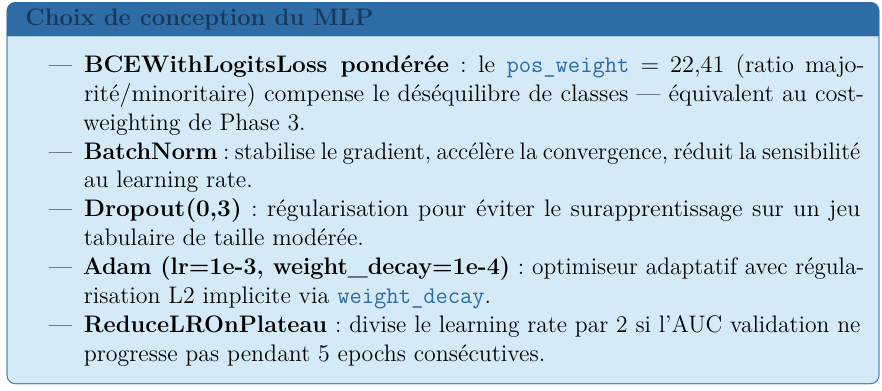 Choix de conception du MLP
— BCEWithLogitsLoss pondérée : le pos_weight = 22,41 (ratio majo-
rité/minoritaire) compense le déséquilibre de classes — équivalent au cost-
weighting de Phase 3.
— BatchNorm : stabilise le gradient, accélère la convergence, réduit la sensibilité
au learning rate.
— Dropout(0,3) : régularisation pour éviter le surapprentissage sur un jeu
tabulaire de taille modérée.
— Adam (lr=1e-3, weight_decay=1e-4) : optimiseur adaptatif avec régula-
risation L2 implicite via weight_decay.
— ReduceLROnPlateau : divise le learning rate par 2 si l'AUC validation ne
progresse pas pendant 5 epochs consécutives.